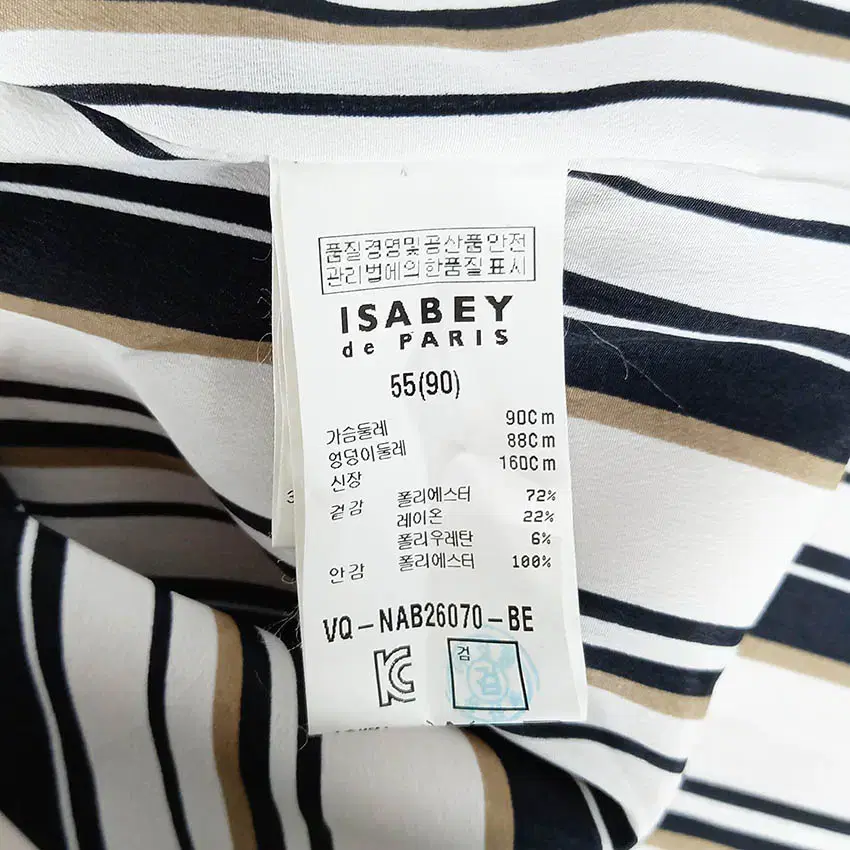 품질경영및공산품안전
관리법에의한품질표시
ISABEY
de PARIS
55(90)
가슴둘레 90Cm
엉덩이둘레 88Cm
신장 160Cm
겉감 폴리에스터 72%
레이온 22%
폴리우레탄 6%
안감 폴리에스터 100%
VQ-NAB26070-BE
검
검